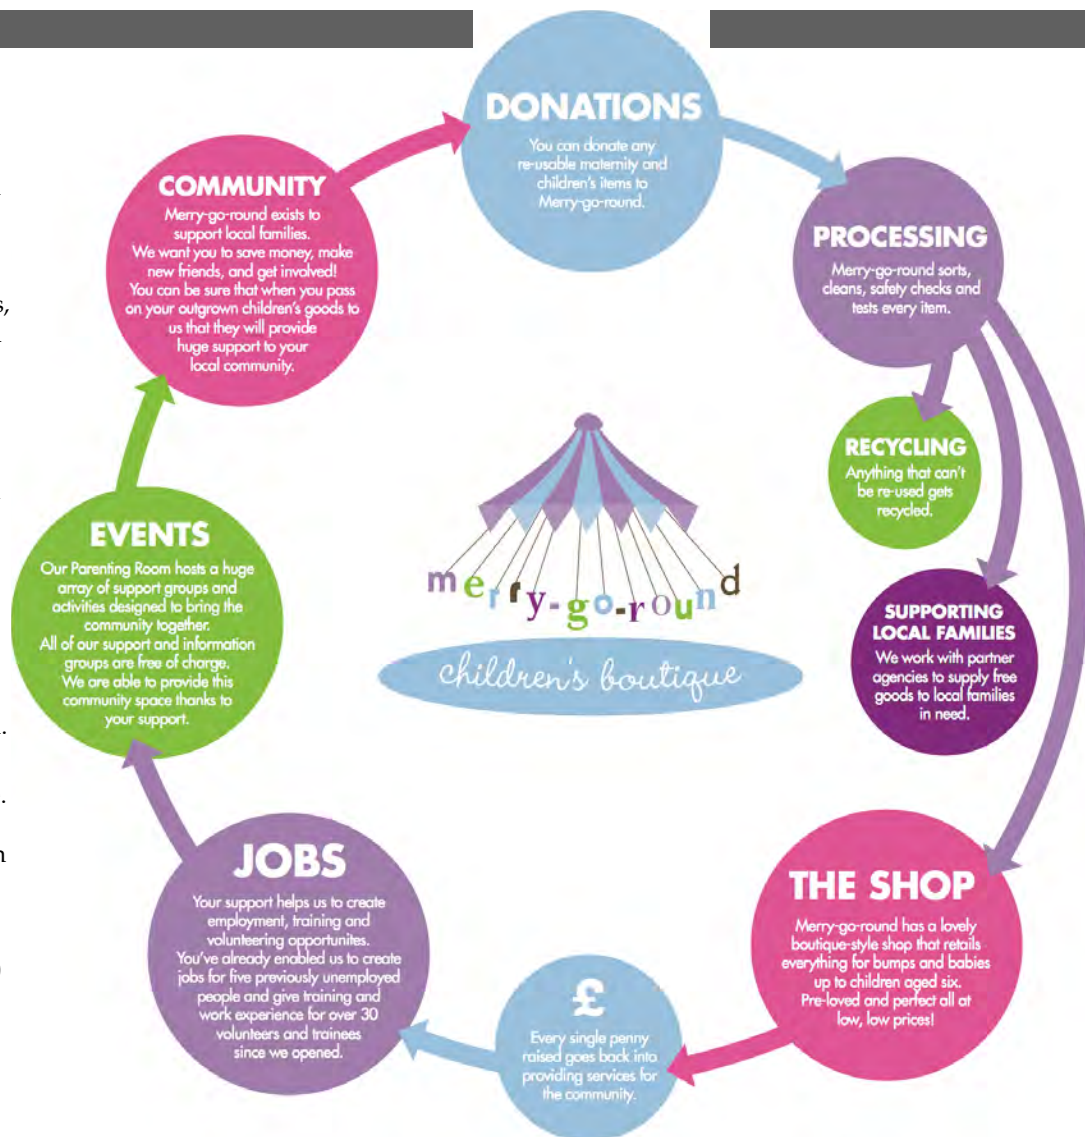 DONATIONS
You can donate any
re-usable maternity and
children's items to
Merry-go-round.
PROCESSING
Merry-go-round sorts,
cleans, safety checks and
tests every item.
RECYCLING
Anything that can't
be re-used gets
recycled.
SUPPORTING
LOCAL FAMILIES
We work with partner
agencies to supply free
goods to local families
in need.
THE SHOP
Merry-go-round has a lovely
boutique-style shop that retails
everything for bumps and babies
up to children aged six.
Pre-loved and perfect all at
low, low prices!
£
Every single penny
raised goes back into
providing services for
the community.
JOBS
Your support helps us to create
employment, training and
volunteering opportunites.
You've already enabled us to create
jobs for five previously unemployed
people and give training and
work experience for over 30
volunteers and trainees
since we opened.
EVENTS
Our Parenting Room hosts a huge
array of support groups and
activities designed to bring the
community together.
All of our support and information
groups are free of charge.
We are able to provide this
community space thanks to
your support.
COMMUNITY
Merry-go-round exists to
support local families.
We want you to save money, make
new friends, and get involved!
You can be sure that when you pass
on your outgrown children's goods to
us that they will provide
huge support to your
local community.
merry-go-round
children's boutique